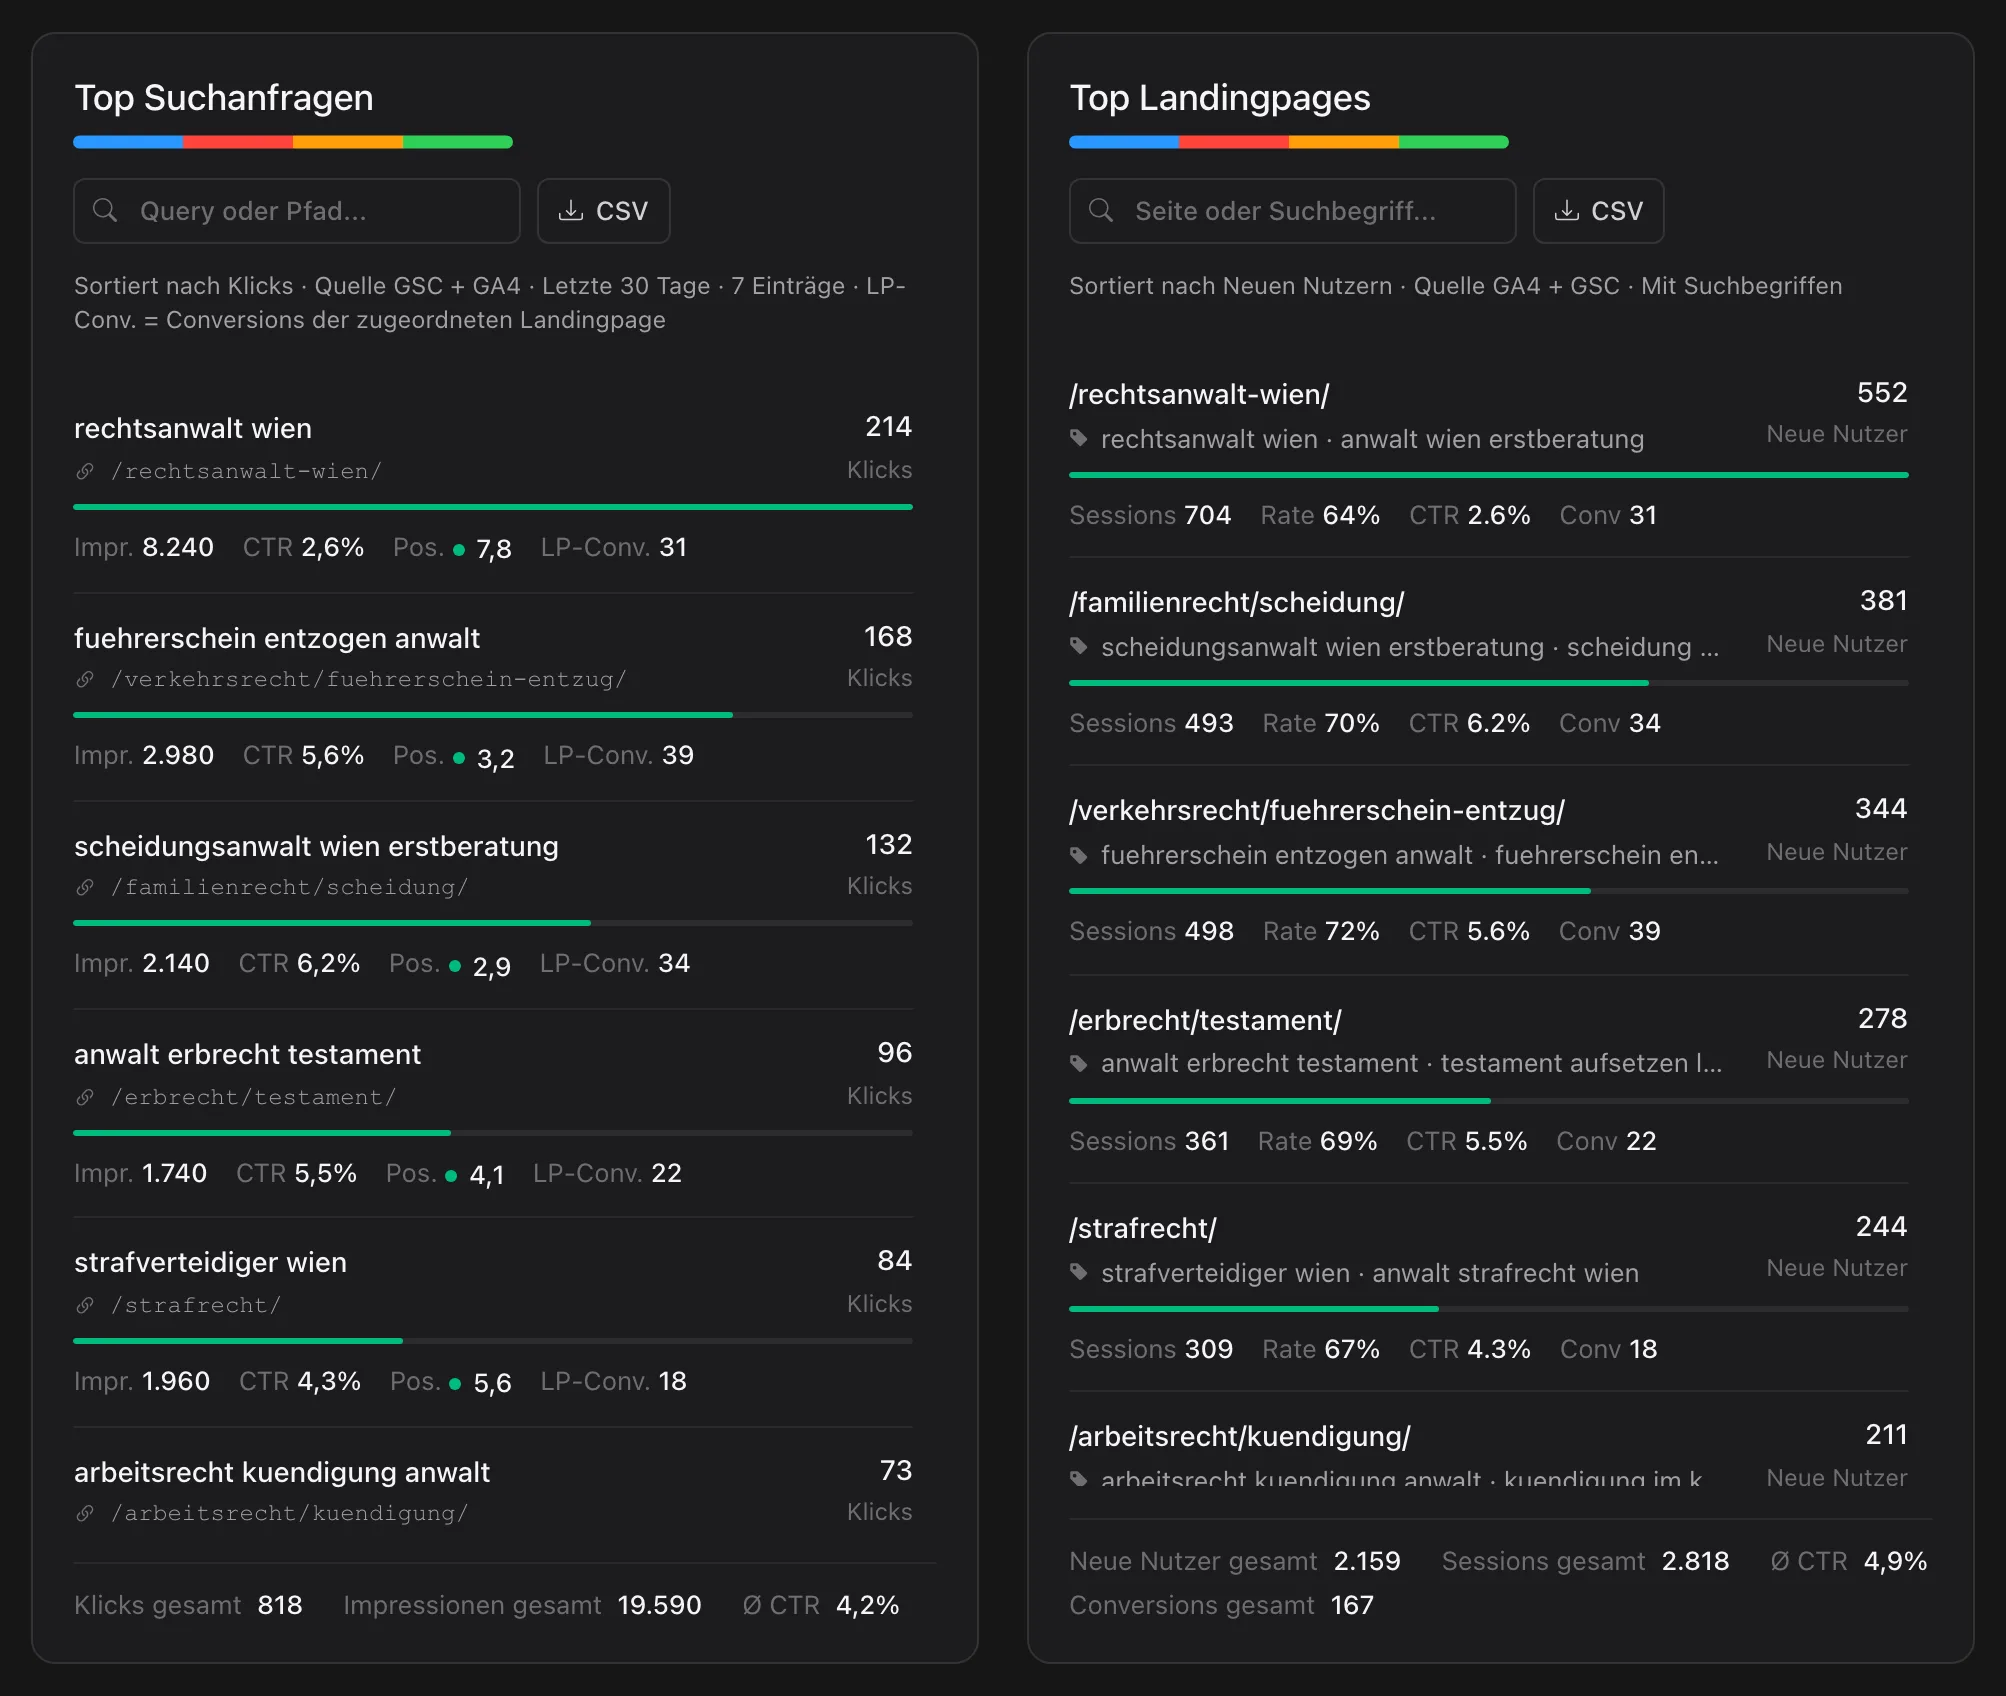 Top Suchanfragen
Query oder Pfad...
CSV
Sortiert nach Klicks · Quelle GSC + GA4 · Letzte 30 Tage · 7 Einträge · LP-
Conv. = Conversions der zugeordneten Landingpage
rechtsanwalt wien 214
/rechtsanwalt-wien/ Klicks
Impr. 8.240 CTR 2,6% Pos. 7,8 LP-Conv. 31
fuehrerschein entzogen anwalt 168
/verkehrsrecht/fuehrerschein-entzug/ Klicks
Impr. 2.980 CTR 5,6% Pos. 3,2 LP-Conv. 39
scheidungsanwalt wien erstberatung 132
/familienrecht/scheidung/ Klicks
Impr. 2.140 CTR 6,2% Pos. 2,9 LP-Conv. 34
anwalt erbrecht testament 96
/erbrecht/testament/ Klicks
Impr. 1.740 CTR 5,5% Pos. 4,1 LP-Conv. 22
strafverteidiger wien 84
/strafrecht/ Klicks
Impr. 1.960 CTR 4,3% Pos. 5,6 LP-Conv. 18
arbeitsrecht kuendigung anwalt 73
/arbeitsrecht/kuendigung/ Klicks
Klicks gesamt 818 Impressionen gesamt 19.590 Ø CTR 4,2%
Top Landingpages
Seite oder Suchbegriff...
CSV
Sortiert nach Neuen Nutzern · Quelle GA4 + GSC · Mit Suchbegriffen
/rechtsanwalt-wien/ 552
rechtsanwalt wien · anwalt wien erstberatung Neue Nutzer
Sessions 704 Rate 64% CTR 2.6% Conv 31
/familienrecht/scheidung/ 381
scheidungsanwalt wien erstberatung · scheidung ... Neue Nutzer
Sessions 493 Rate 70% CTR 6.2% Conv 34
/verkehrsrecht/fuehrerschein-entzug/ 344
fuehrerschein entzogen anwalt · fuehrerschein en... Neue Nutzer
Sessions 498 Rate 72% CTR 5.6% Conv 39
/erbrecht/testament/ 278
anwalt erbrecht testament · testament aufsetzen l... Neue Nutzer
Sessions 361 Rate 69% CTR 5.5% Conv 22
/strafrecht/ 244
strafverteidiger wien · anwalt strafrecht wien Neue Nutzer
Sessions 309 Rate 67% CTR 4.3% Conv 18
/arbeitsrecht/kuendigung/ 211
arbeitsrecht kuendigung anwalt · kuendigung im k Neue Nutzer
Neue Nutzer gesamt 2.159 Sessions gesamt 2.818 Ø CTR 4,9%
Conversions gesamt 167